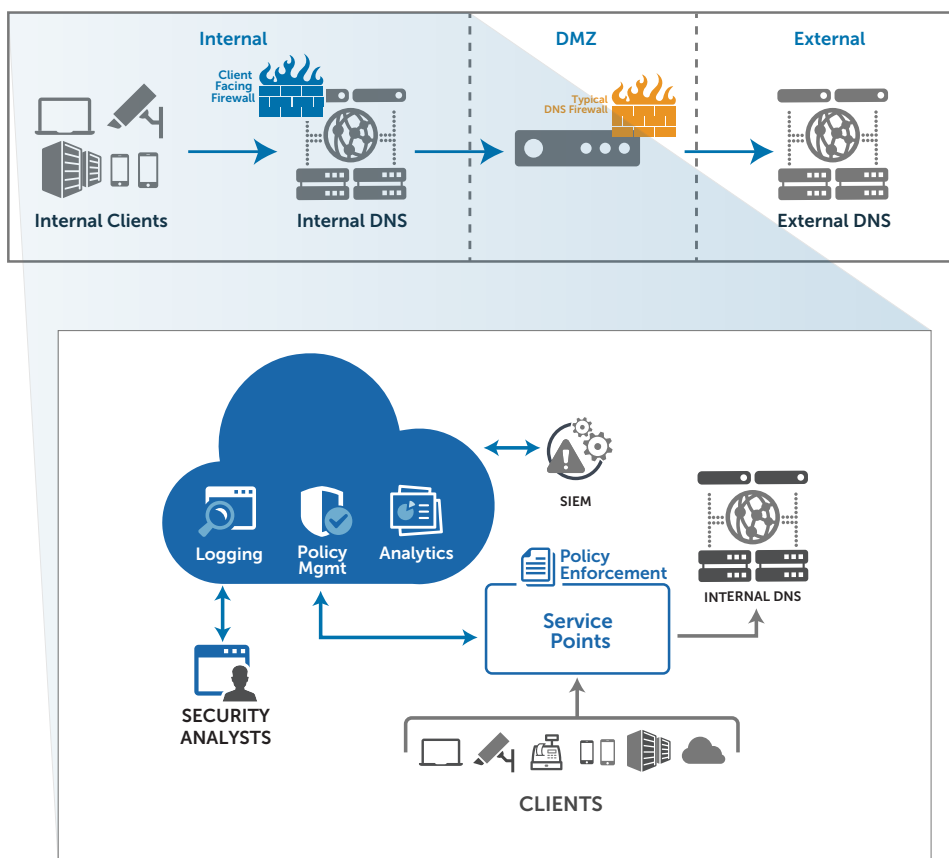 Internal
DMZ
External
Client
Facing
Firewall
Typical
DNS Firewall
Internal Clients
Internal DNS
External DNS
SIEM
Logging
Policy
Mgmt
Analytics
Policy
Enforcement
INTERNAL DNS
Service
Points
SECURITY
ANALYSTS
CLIENTS